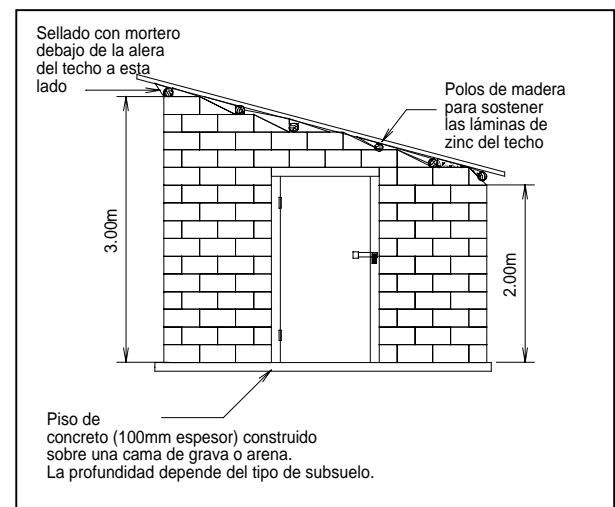 Sellado con mortero
debajo de la alera
del techo a esta
lado
Polos de madera
para sostener
las láminas de
zinc del techo
3.00m
2.00m
Piso de
concreto (100mm espesor) construido
sobre una cama de grava o arena.
La profundidad depende del tipo de subsuelo.